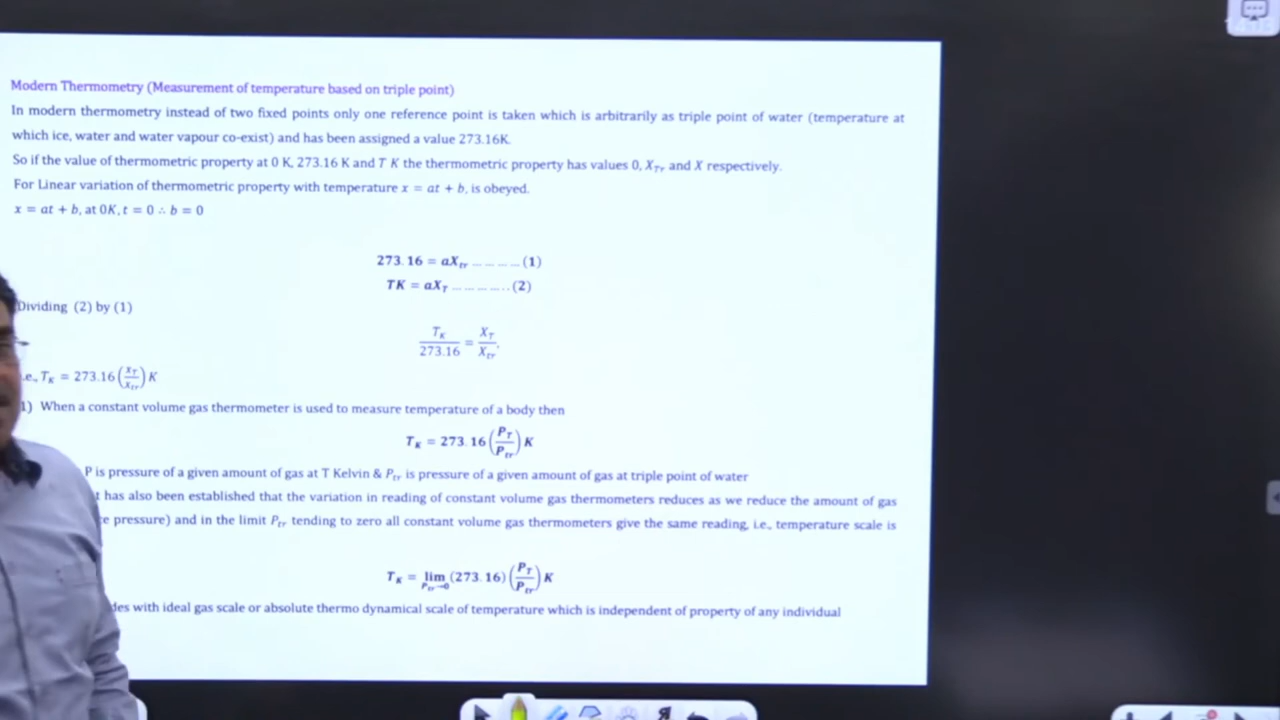 Modern Thermometry (Measurement of temperature based on triple point)
In modern thermometry instead of two fixed points only one reference point is taken which is arbitrarily as triple point of water (temperature at
which ice, water and water vapour co-exist) and has been assigned a value 273.16K.
So if the value of thermometric property at 0 K, 273.16 K and T K the thermometric property has values 0, X_Tr, and X respectively.
For Linear variation of thermometric property with temperature x = at + b, is obeyed.
x = at + b, at 0K, t = 0 ∴ b = 0
273.16 = aX_tr ............ (1)
TK = aX_T ............ (2)
Dividing (2) by (1)
T_K / 273.16 = X_T / X_tr.
.e., T_K = 273.16 (x_T / x_tr) K
1) When a constant volume gas thermometer is used to measure temperature of a body then
T_K = 273.16 (P_T / P_tr) K
P is pressure of a given amount of gas at T Kelvin & P_tr is pressure of a given amount of gas at triple point of water
t has also been established that the variation in reading of constant volume gas thermometers reduces as we reduce the amount of gas
e pressure) and in the limit P_tr tending to zero all constant volume gas thermometers give the same reading, i.e., temperature scale is
T_K = lim P_tr→0 (273.16) (P_T / P_tr) K
des with ideal gas scale or absolute thermo dynamical scale of temperature which is independent of property of any individual